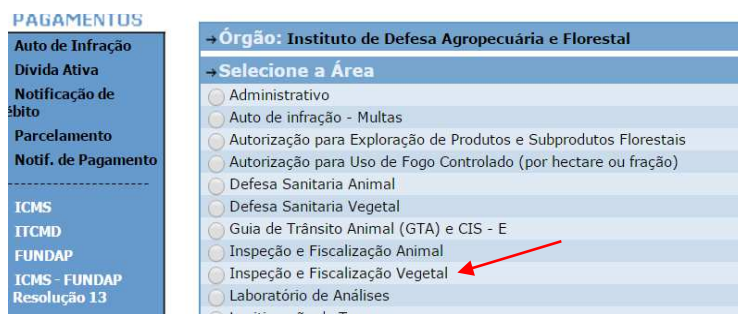 PAGAMENTOS
Auto de Infração
Dívida Ativa
Notificação de
ébito
Parcelamento
Notif. de Pagamento
--------------------
ICMS
ITCMD
FUNDAP
ICMS - FUNDAP
Resolução 13
→Órgão: Instituto de Defesa Agropecuária e Florestal
→Selecione a Área
Administrativo
Auto de infração - Multas
Autorização para Exploração de Produtos e Subprodutos Florestais
Autorização para Uso de Fogo Controlado (por hectare ou fração)
Defesa Sanitaria Animal
Defesa Sanitaria Vegetal
Guia de Trânsito Animal (GTA) e CIS - E
Inspeção e Fiscalização Animal
Inspeção e Fiscalização Vegetal
Laboratório de Análises